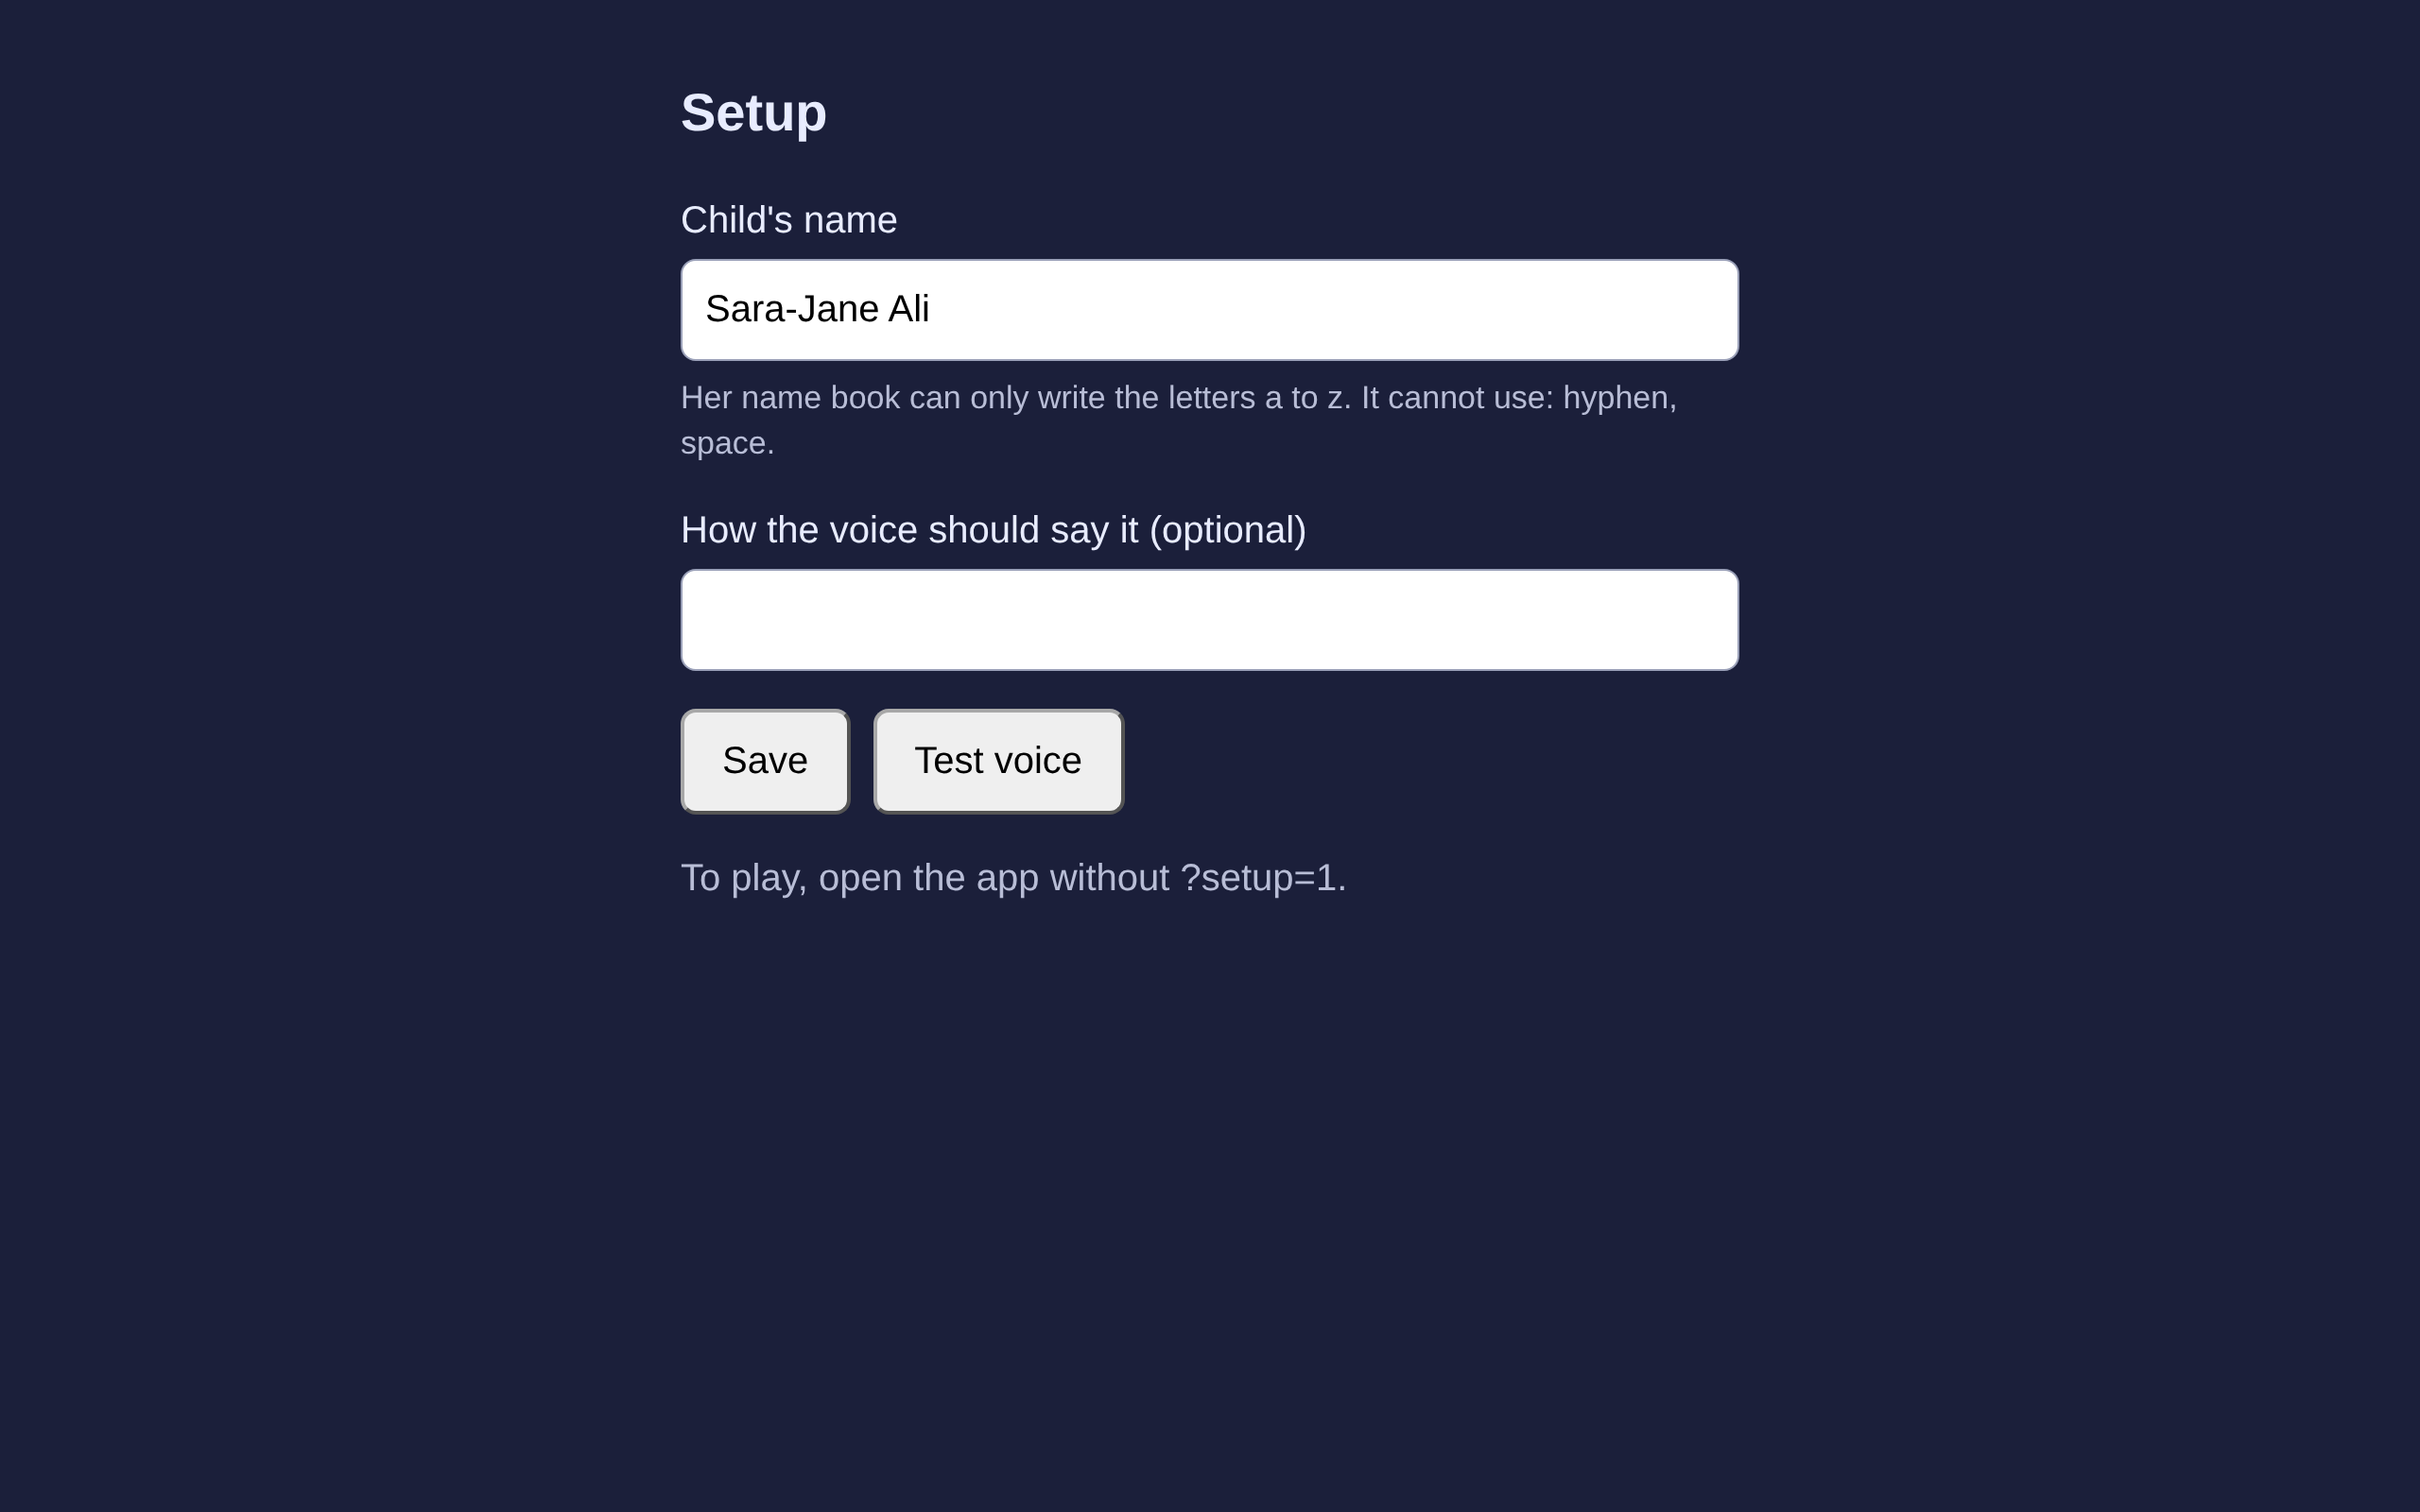 Setup
Child's name
Sara-Jane Ali
Her name book can only write the letters a to z. It cannot use: hyphen,
space.
How the voice should say it (optional)
Save
Test voice
To play, open the app without ?setup=1.